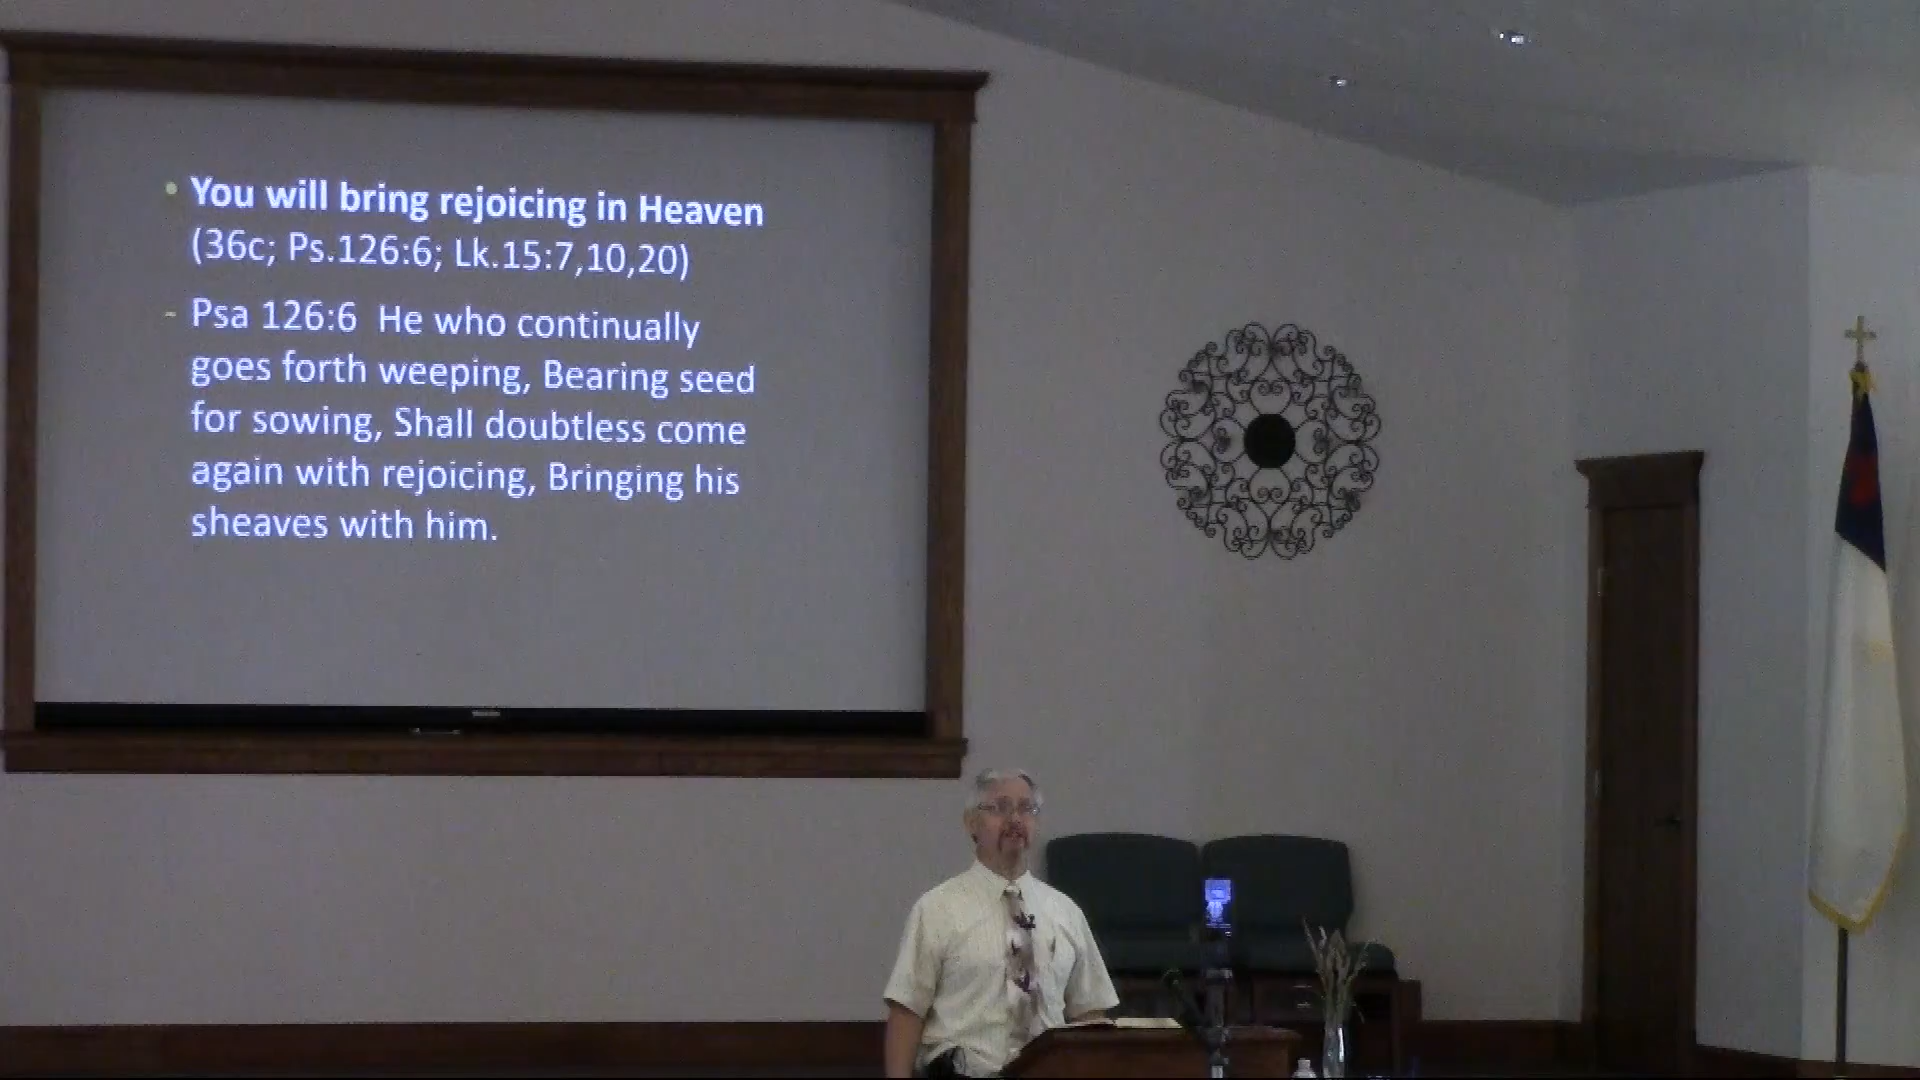 • You will bring rejoicing in Heaven
(36c; Ps.126:6; Lk.15:7,10,20)
- Psa 126:6 He who continually
goes forth weeping, Bearing seed
for sowing, Shall doubtless come
again with rejoicing, Bringing his
sheaves with him.